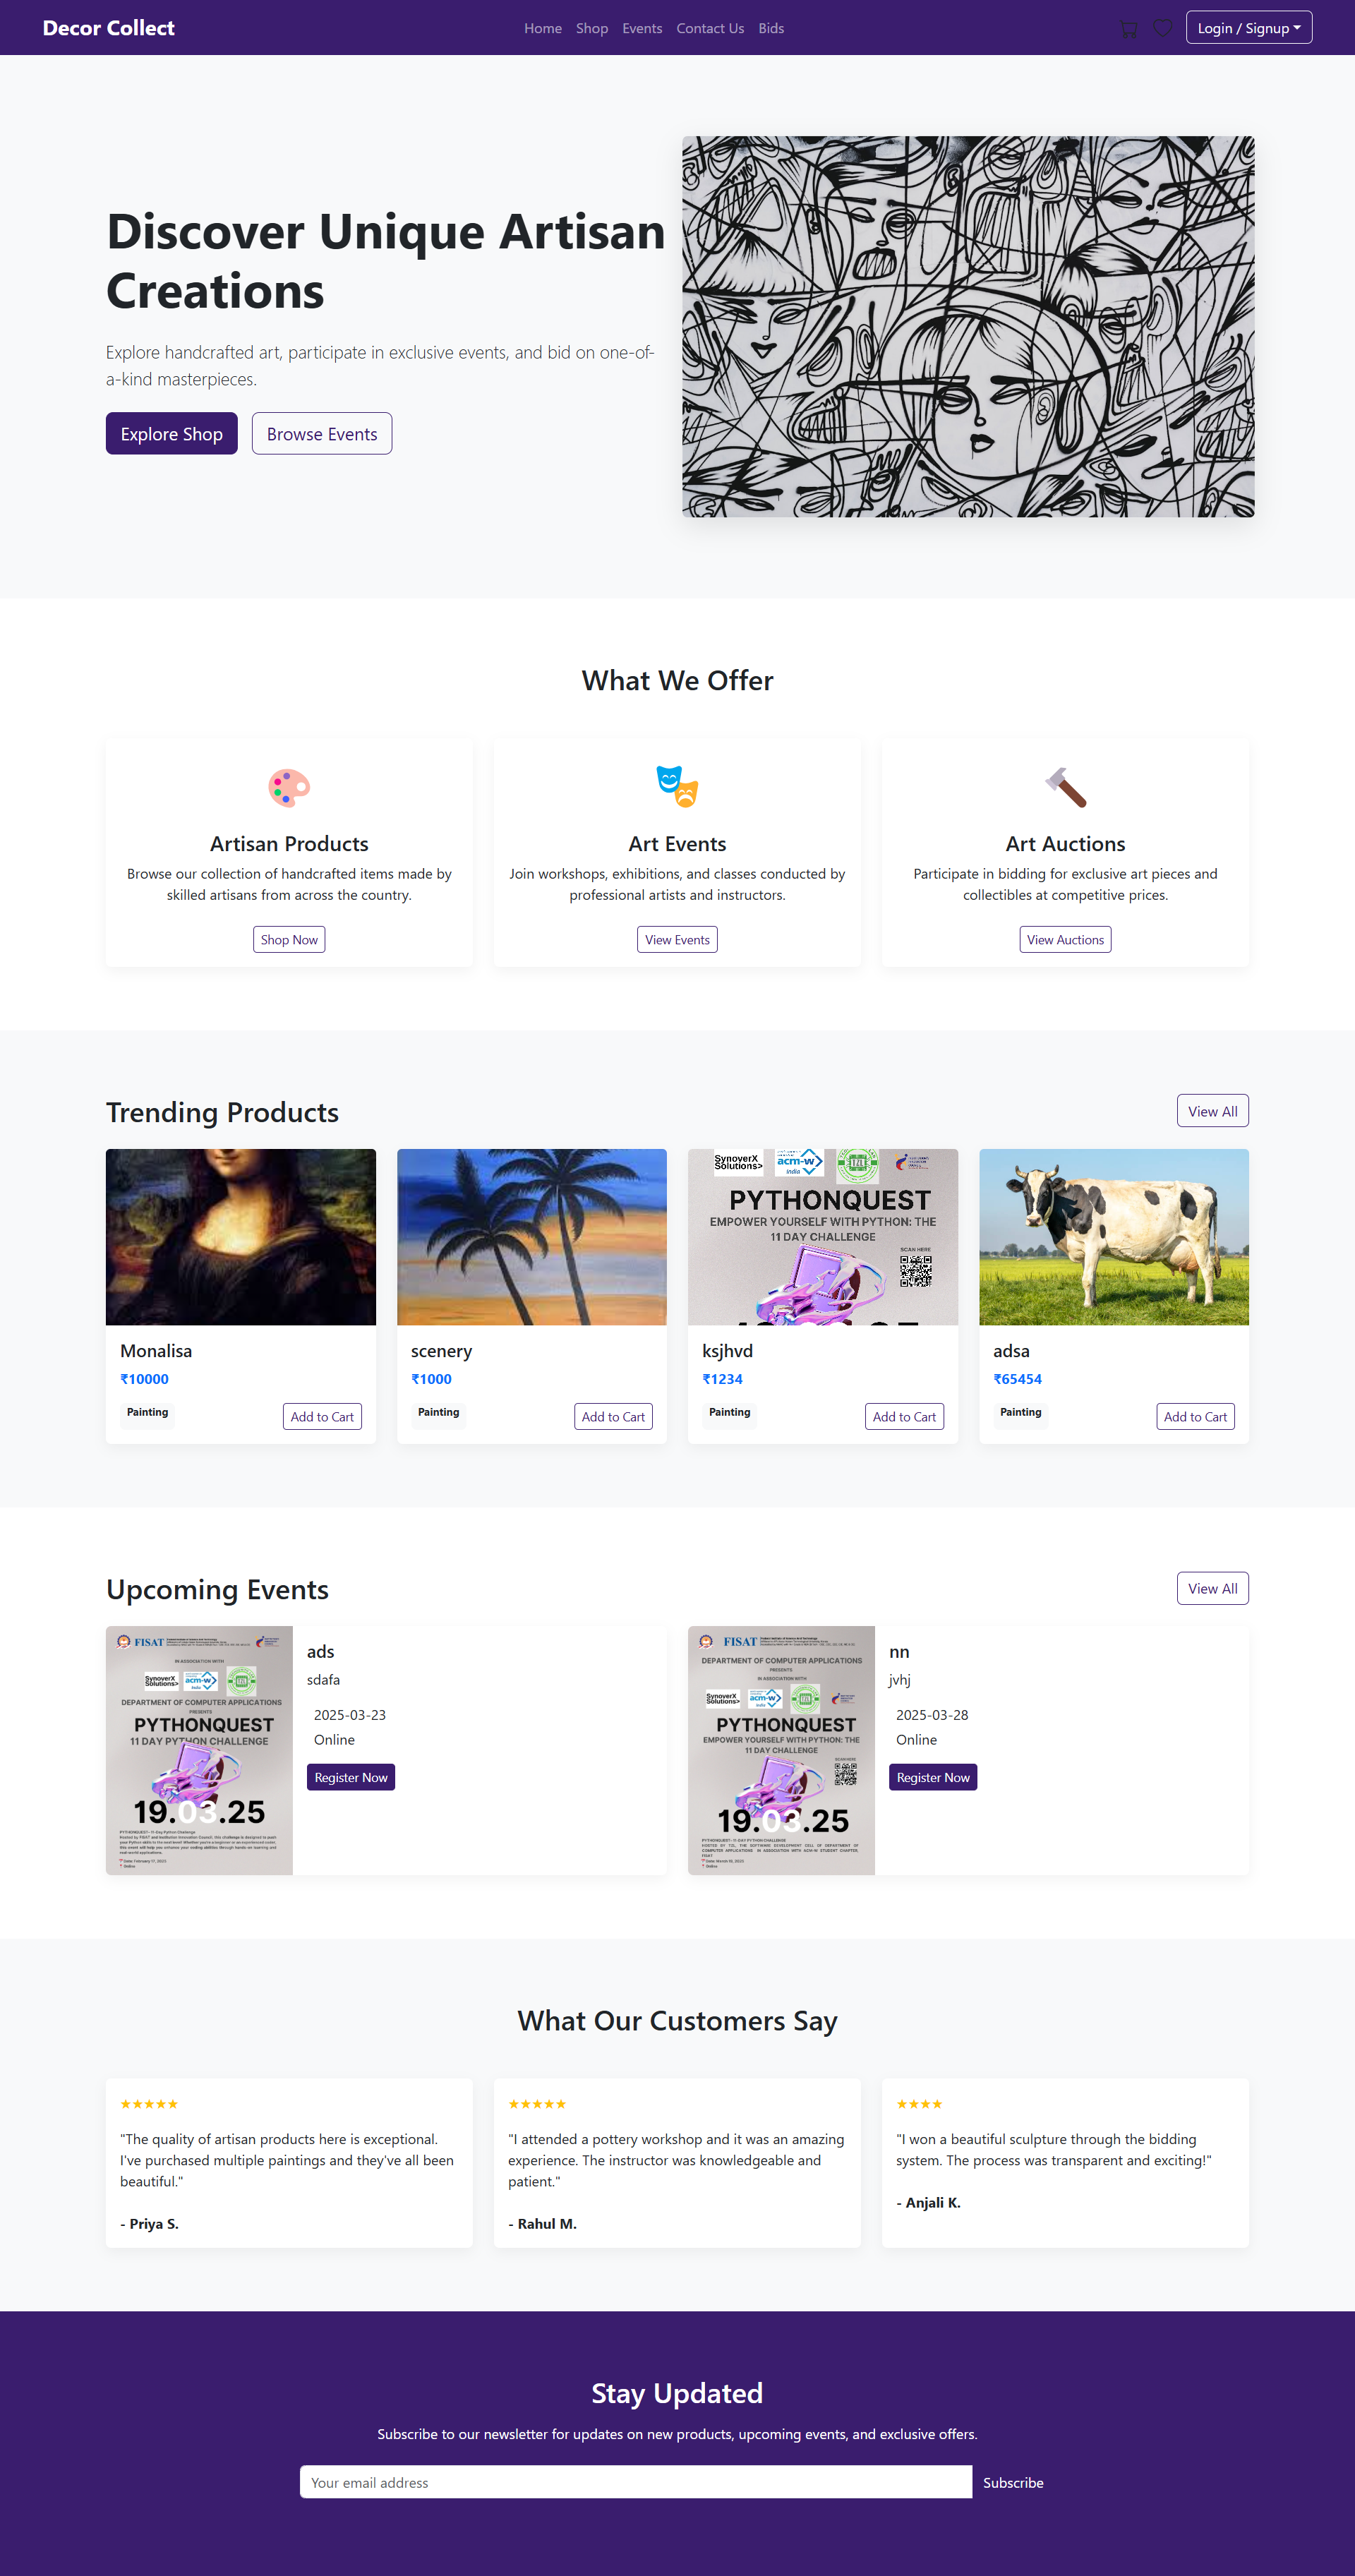 Decor Collect
Home Shop Events Contact Us Bids
Login / Signup
Discover Unique Artisan
Creations
Explore handcrafted art, participate in exclusive events, and bid on one-of-
a-kind masterpieces.
Explore Shop Browse Events
What We Offer
Artisan Products
Browse our collection of handcrafted items made by
skilled artisans from across the country.
Shop Now
Art Events
Join workshops, exhibitions, and classes conducted by
professional artists and instructors.
View Events
Art Auctions
Participate in bidding for exclusive art pieces and
collectibles at competitive prices.
View Auctions
Trending Products
View All
Monalisa
₹10000
Painting Add to Cart
scenery
₹1000
Painting Add to Cart
SynoverX
Solutions>
acm-w
india
PYTHONQUEST
EMPOWER YOURSELF WITH PYTHON: THE
11 DAY CHALLENGE
SCAN HERE
ksjhvd
₹1234
Painting Add to Cart
adsa
₹65454
Painting Add to Cart
Upcoming Events
View All
FISAT
IN ASSOCIATION WITH
SynoverX
Solutions>
acm-w
DEPARTMENT OF COMPUTER APPLICATIONS
PRESENTS
PYTHONQUEST
11 DAY PYTHON CHALLENGE
19.03.25
ads
sdafa
2025-03-23
Online
Register Now
FISAT
DEPARTMENT OF COMPUTER APPLICATIONS
PRESENTS
IN ASSOCIATION WITH
SynoverX
Solutions>
acm-w
PYTHONQUEST
EMPOWER YOURSELF WITH PYTHON: THE
11 DAY CHALLENGE
SCAN HERE
19.03.25
nn
jvhj
2025-03-28
Online
Register Now
What Our Customers Say
"The quality of artisan products here is exceptional.
I've purchased multiple paintings and they've all been
beautiful."
- Priya S.
"I attended a pottery workshop and it was an amazing
experience. The instructor was knowledgeable and
patient."
- Rahul M.
"I won a beautiful sculpture through the bidding
system. The process was transparent and exciting!"
- Anjali K.
Stay Updated
Subscribe to our newsletter for updates on new products, upcoming events, and exclusive offers.
Your email address Subscribe